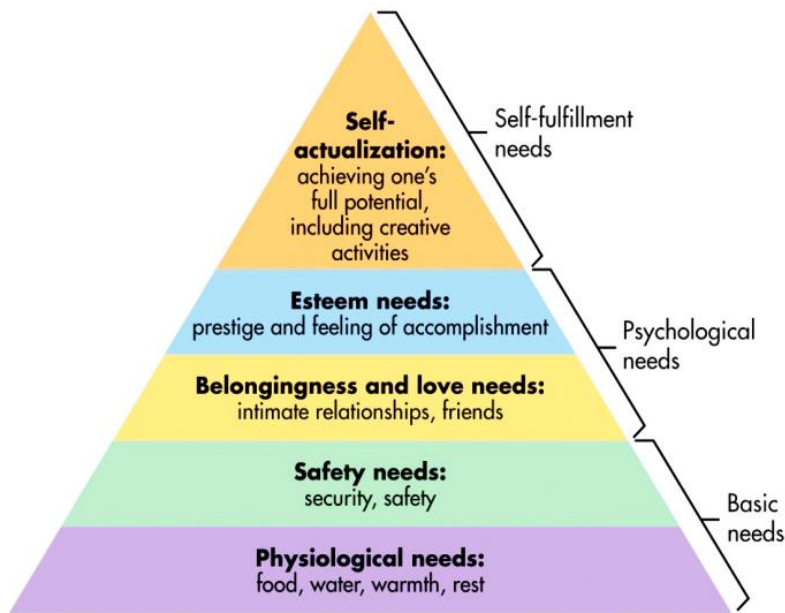 Self-
actualization:
achieving one's
full potential,
including creative
activities
Self-fulfillment
needs
Esteem needs:
prestige and feeling of accomplishment
Psychological
needs
Belongingness and love needs:
intimate relationships, friends
Safety needs:
security, safety
Basic
needs
Physiological needs:
food, water, warmth, rest